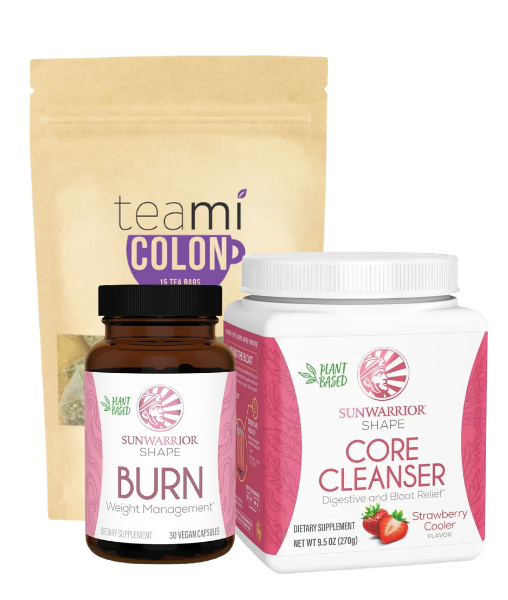 teami
COLON
15 TEA BAGS
PLANT
BASED
SUNWARRIOR
SHAPE
BURN
Weight Management*
DIETARY SUPPLEMENT
30 VEGAN CAPSULES
PLANT
BASED
SUNWARRIOR
SHAPE
CORE
CLEANSER
Digestive and Bloat Relief*
DIETARY SUPPLEMENT
NET WT 9.5 OZ (270g)
Strawberry
Cooler
FLAVOR